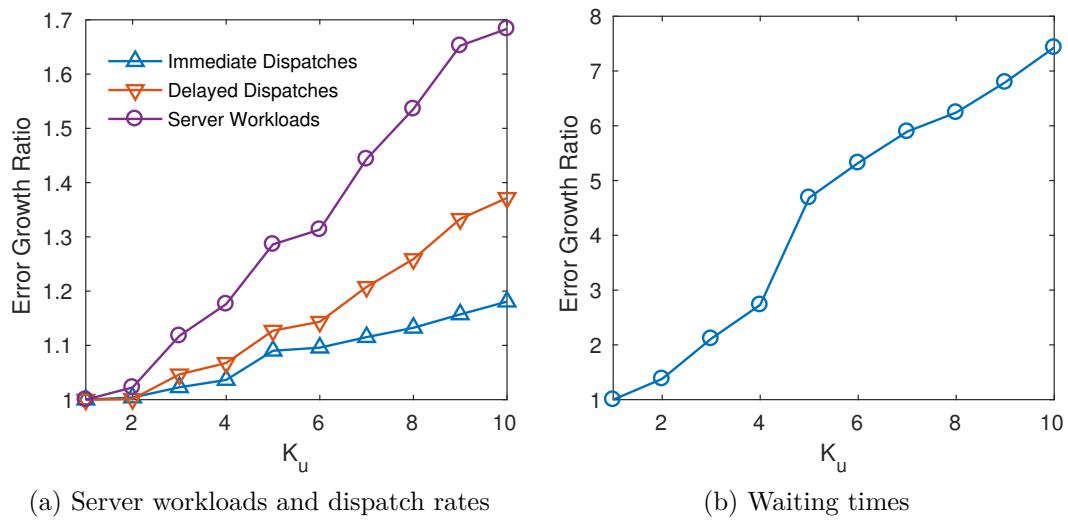 1.7
1.6
1.5
1.4
1.3
1.2
1.1
1
Error Growth Ratio
Immediate Dispatches
Delayed Dispatches
Server Workloads
2 4 6 8 10
K_u
(a) Server workloads and dispatch rates
8
7
6
5
4
3
2
1
Error Growth Ratio
2 4 6 8 10
K_u
(b) Waiting times